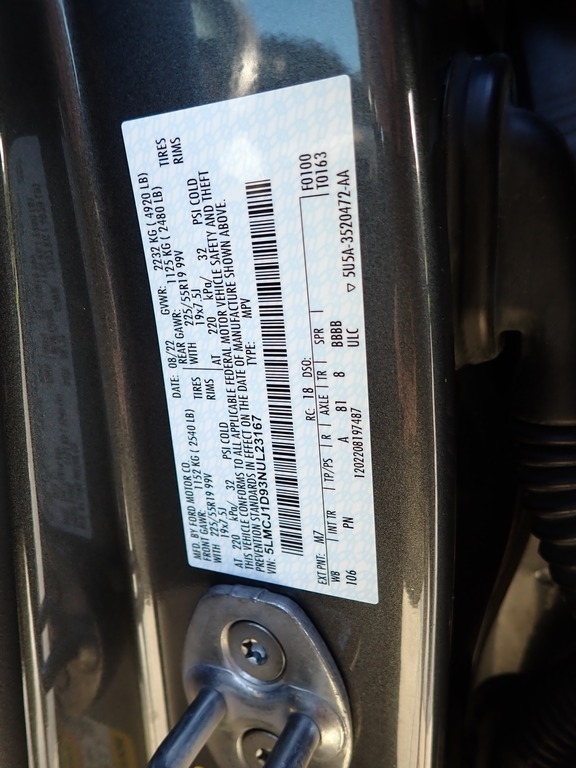 MFD. BY FORD MOTOR CO.
DATE: 08/22 GVWR: 2232 KG ( 4920 LB)
FRONT GAWR: 1152 KG ( 2540 LB) REAR GAWR: 1125 KG ( 2480 LB)
WITH 225/55R19 99V TIRES WITH 225/55R19 99V TIRES
19x7.5J RIMS 19x7.5J RIMS
AT 220 kPa/ 32 PSI COLD AT 220 kPa/ 32 PSI COLD
THIS VEHICLE CONFORMS TO ALL APPLICABLE FEDERAL MOTOR VEHICLE SAFETY AND THEFT
PREVENTION STANDARDS IN EFFECT ON THE DATE OF MANUFACTURE SHOWN ABOVE.
VIN: 5LMCJ1D93NUL23167 TYPE: MPV
EXT PNT: M7 RC: 18 DSO: F0100
T0163
WB INT TR TP/PS R AXLE TR SPR
106 PN A 81 8 BBBB
1202208197487 ULC ▽ 5U5A-3520472-AA